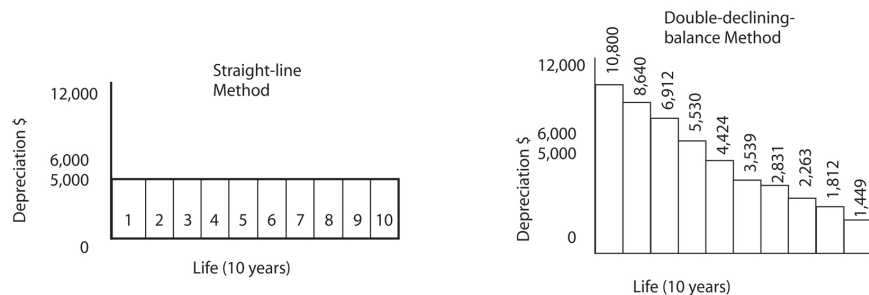 Straight-line
Method
12,000
6,000
5,000
0
Depreciation $
1 2 3 4 5 6 7 8 9 10
Life (10 years)
Double-declining-
balance Method
12,000
6,000
5,000
0
Depreciation $
10,800
8,640
6,912
5,530
4,424
3,539
2,831
2,263
1,812
1,449
Life (10 years)